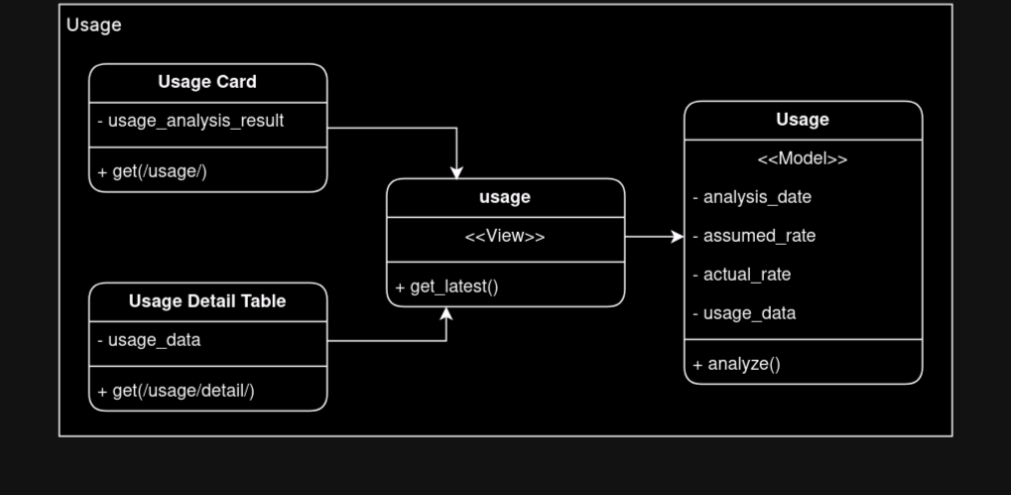 Usage
Usage Card
- usage_analysis_result
+ get(/usage/)
Usage Detail Table
- usage_data
+ get(/usage/detail/)
usage
<<View>>
+ get_latest()
Usage
<<Model>>
- analysis_date
- assumed_rate
- actual_rate
- usage_data
+ analyze()